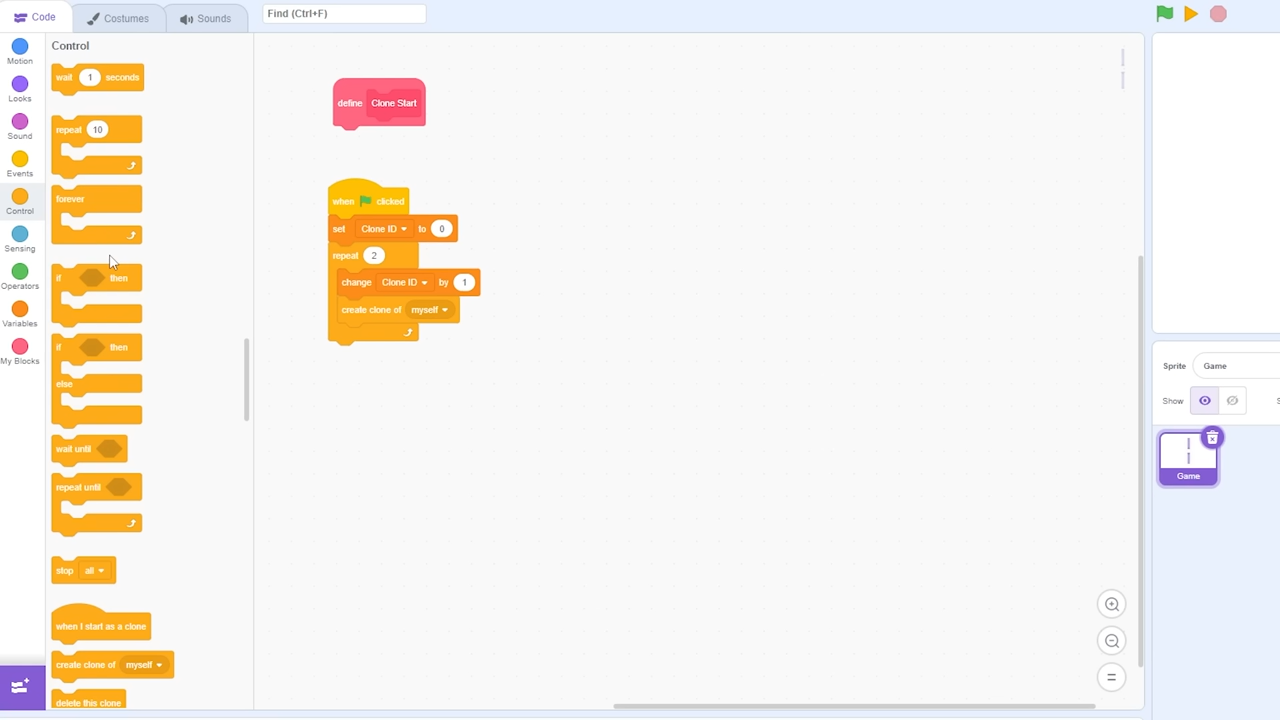 Code
Costumes
Sounds
Find (Ctrl+F)
Motion
Looks
Sound
Events
Control
Sensing
Operators
Variables
My Blocks
Control
wait 1 seconds
repeat 10
forever
if then
if then
else
wait until
repeat until
stop all
when I start as a clone
create clone of myself
delete this clone
define Clone Start
when clicked
set Clone ID to 0
repeat 2
change Clone ID by 1
create clone of myself
Sprite Game
Show
S
Game